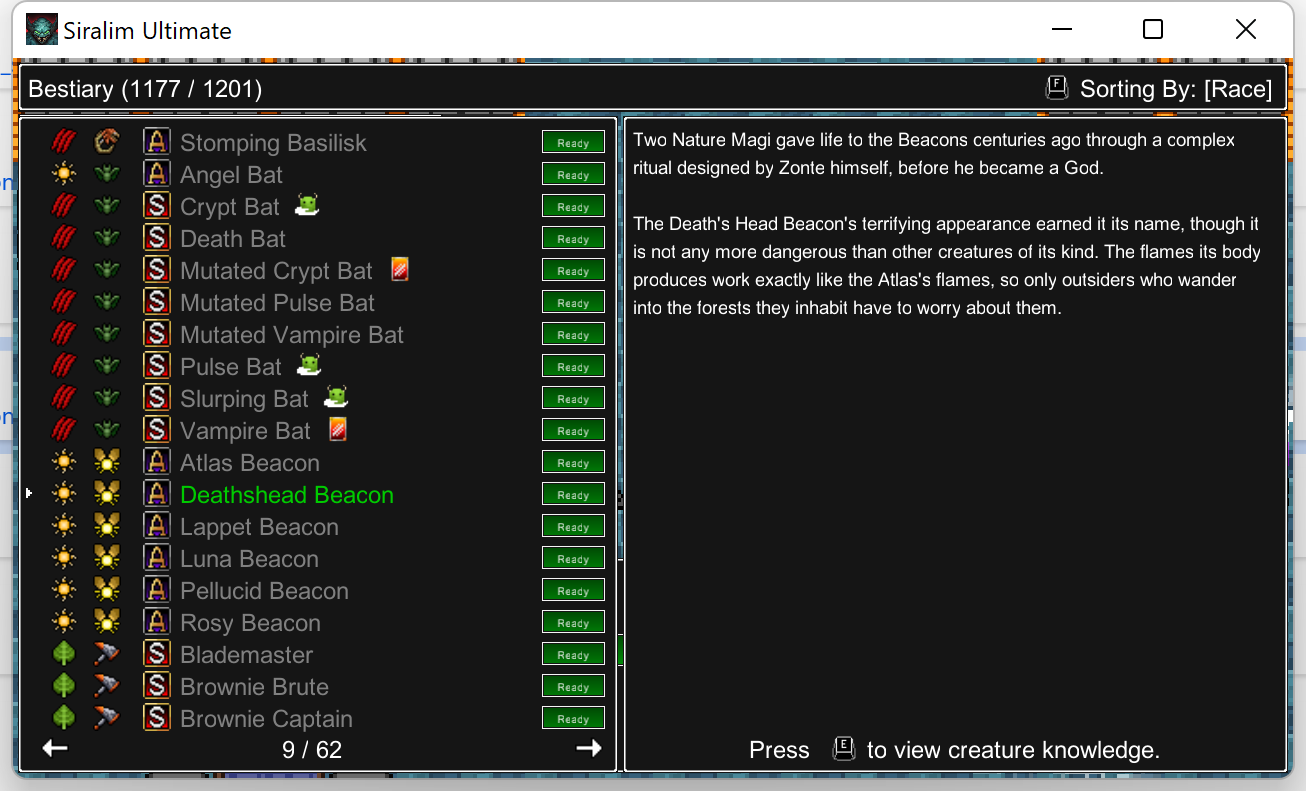 Siralim Ultimate
Bestiary (1177 / 1201)
F Sorting By: [Race]
A Stomping Basilisk Ready
A Angel Bat Ready
S Crypt Bat Ready
S Death Bat Ready
S Mutated Crypt Bat Ready
S Mutated Pulse Bat Ready
S Mutated Vampire Bat Ready
S Pulse Bat Ready
S Slurping Bat Ready
S Vampire Bat Ready
A Atlas Beacon Ready
A Deathshead Beacon Ready
A Lappet Beacon Ready
A Luna Beacon Ready
A Pellucid Beacon Ready
A Rosy Beacon Ready
S Blademaster Ready
S Brownie Brute Ready
S Brownie Captain Ready
9 / 62
Two Nature Magi gave life to the Beacons centuries ago through a complex
ritual designed by Zonte himself, before he became a God.
The Death's Head Beacon's terrifying appearance earned it its name, though it
is not any more dangerous than other creatures of its kind. The flames its body
produces work exactly like the Atlas's flames, so only outsiders who wander
into the forests they inhabit have to worry about them.
Press E to view creature knowledge.